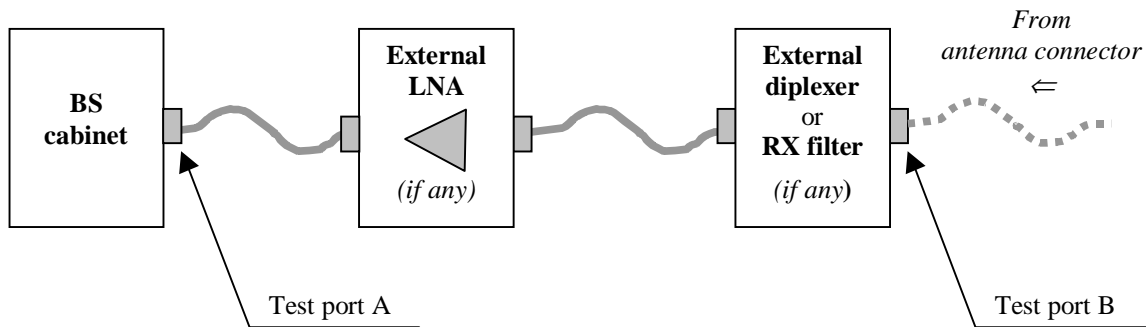 BS
cabinet
External
LNA
(if any)
External
diplexer
or
RX filter
(if any)
From
antenna connector
⇐
Test port A
Test port B